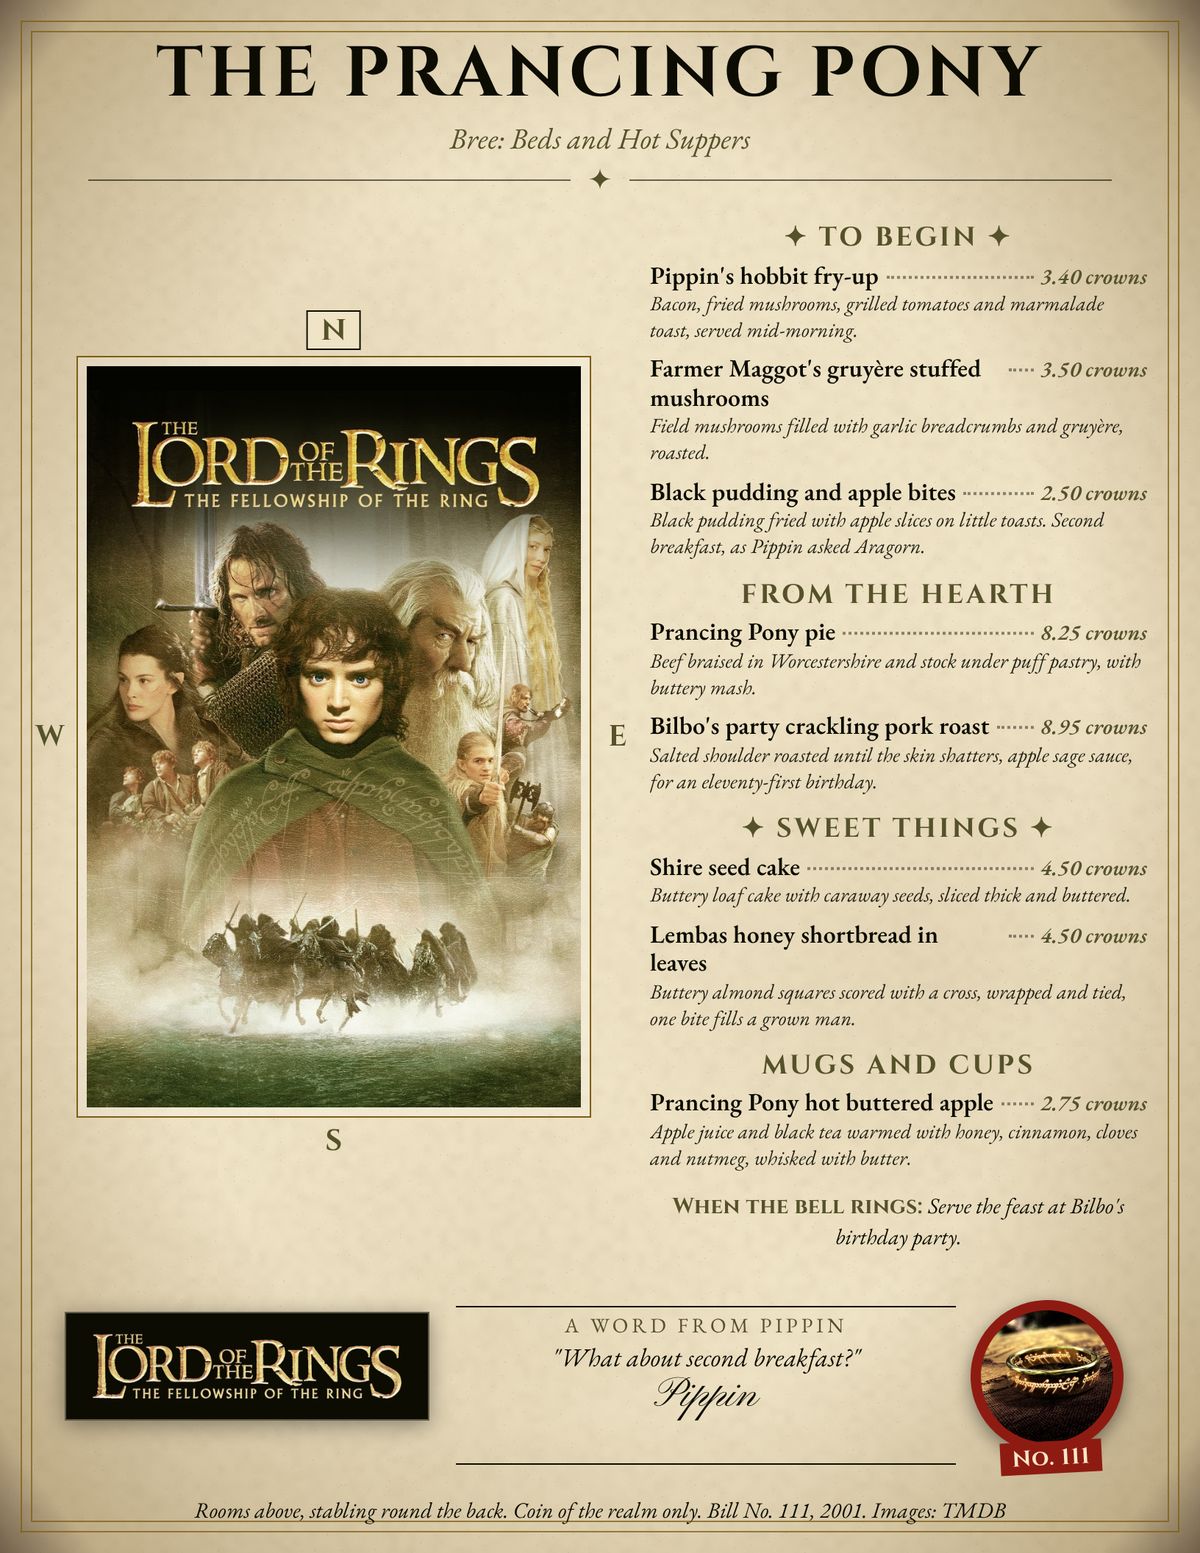 THE PRANCING PONY
Bree: Beds and Hot Suppers
N
THE LORD OF THE RINGS
THE FELLOWSHIP OF THE RING
W
E
S
✦ TO BEGIN ✦
Pippin's hobbit fry-up 3.40 crowns
Bacon, fried mushrooms, grilled tomatoes and marmalade
toast, served mid-morning.
Farmer Maggot's gruyère stuffed 3.50 crowns
mushrooms
Field mushrooms filled with garlic breadcrumbs and gruyère,
roasted.
Black pudding and apple bites 2.50 crowns
Black pudding fried with apple slices on little toasts. Second
breakfast, as Pippin asked Aragorn.
FROM THE HEARTH
Prancing Pony pie 8.25 crowns
Beef braised in Worcestershire and stock under puff pastry, with
buttery mash.
Bilbo's party crackling pork roast 8.95 crowns
Salted shoulder roasted until the skin shatters, apple sage sauce,
for an eleventy-first birthday.
✦ SWEET THINGS ✦
Shire seed cake 4.50 crowns
Buttery loaf cake with caraway seeds, sliced thick and buttered.
Lembas honey shortbread in 4.50 crowns
leaves
Buttery almond squares scored with a cross, wrapped and tied,
one bite fills a grown man.
MUGS AND CUPS
Prancing Pony hot buttered apple 2.75 crowns
Apple juice and black tea warmed with honey, cinnamon, cloves
and nutmeg, whisked with butter.
WHEN THE BELL RINGS: Serve the feast at Bilbo's
birthday party.
THE LORD OF THE RINGS
THE FELLOWSHIP OF THE RING
A WORD FROM PIPPIN
"What about second breakfast?"
Pippin
NO. 111
Rooms above, stabling round the back. Coin of the realm only. Bill No. 111, 2001. Images: TMDB